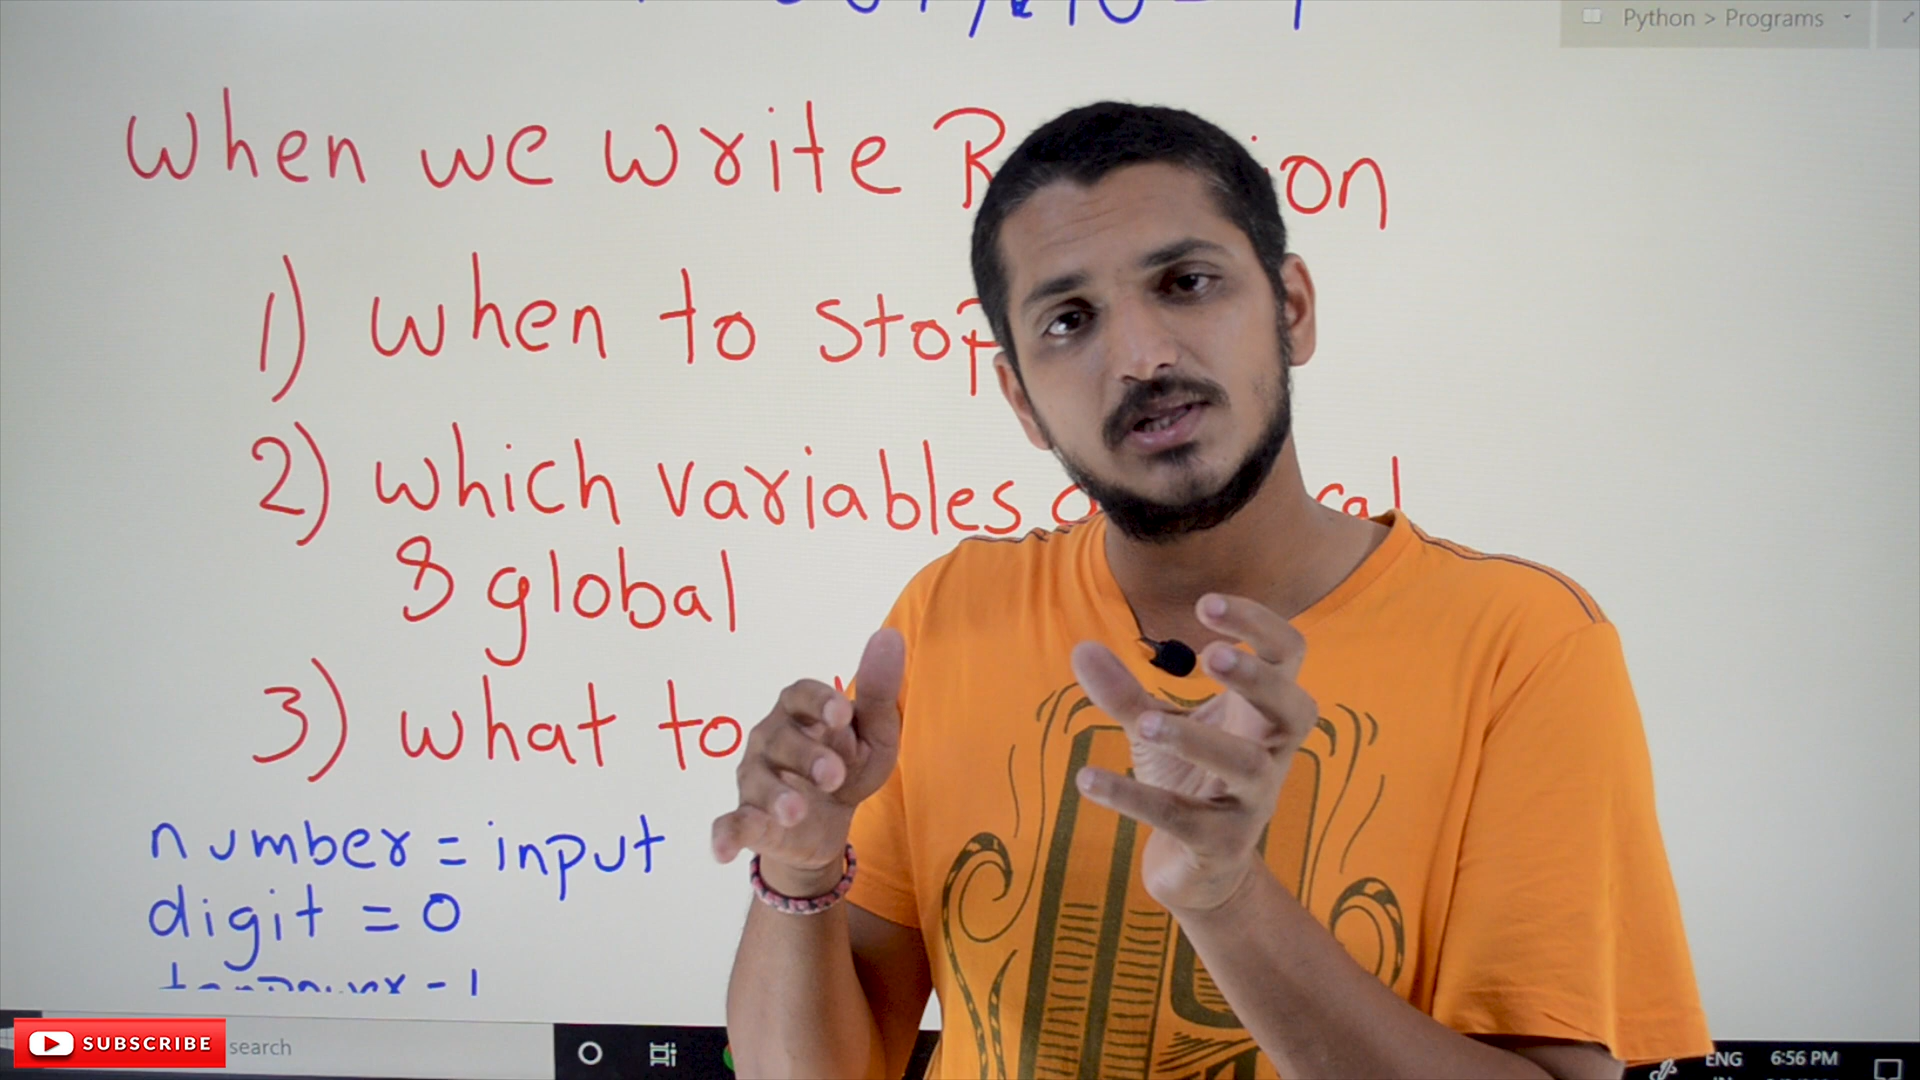 Python > Programs
When we write R ion
1) when to stop
2) which variables cal
& global
3) what to
number = input
digit = 0
SUBSCRIBE search
ENG 6:56 PM